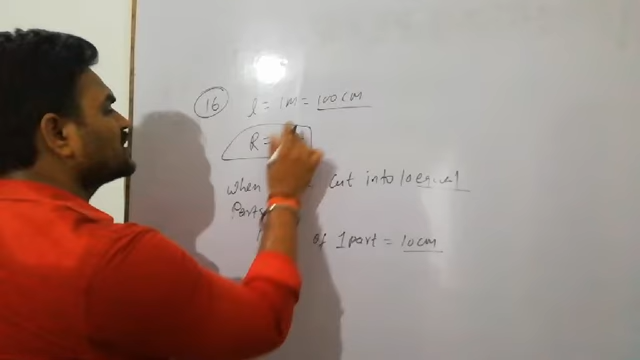 16 l = 1m = 100cm
R =
when cut into 10 equal
Parts
of 1 part = 10cm